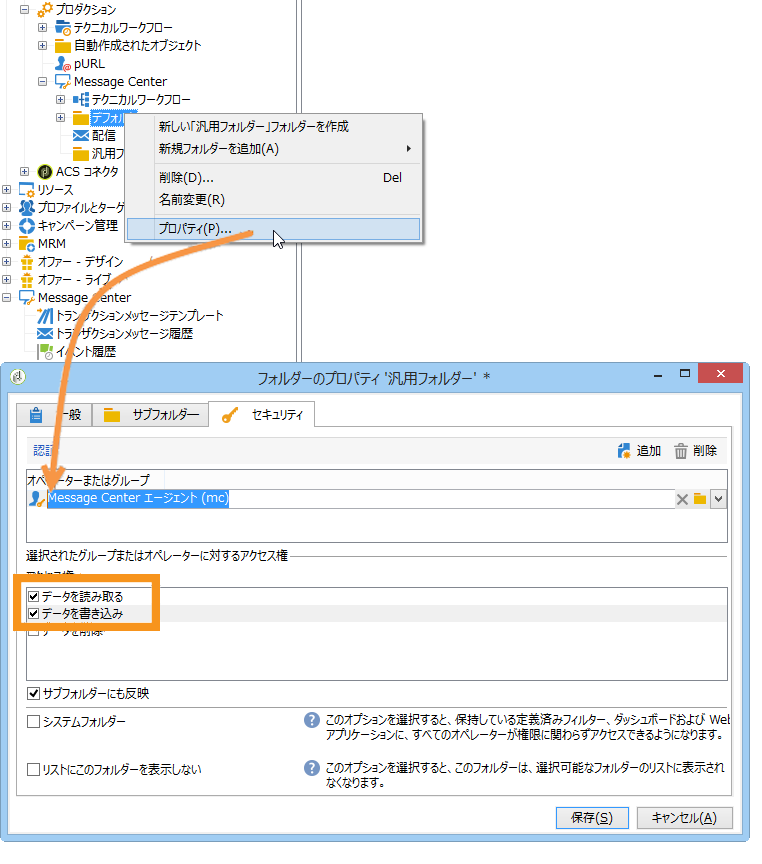 プロダクション
テクニカルワークフロー
自動作成されたオブジェクト
pURL
Message Center
テクニカルワークフロー
デフォル
配信
汎用フ
ACS コネクタ
リソース
プロファイルとターゲ
キャンペーン管理
MRM
オファー - デザイン
オファー - ライブ
Message Center
トランザクションメッセージテンプレート
トランザクションメッセージ履歴
イベント履歴
新しい「汎用フォルダー」フォルダーを作成
新規フォルダーを追加(A)
削除(D)... Del
名前変更(R)
プロパティ(P)...
フォルダーのプロパティ '汎用フォルダー' *
一般 サブフォルダー セキュリティ
認証 追加 削除
オペレーターまたはグループ
Message Center エージェント (mc)
選択されたグループまたはオペレーターに対するアクセス権
アクセス権
データを読み取る
データを書き込み
データを削除
サブフォルダーにも反映
システムフォルダー
このオプションを選択すると、保持している定義済みフィルター、ダッシュボードおよび Web
アプリケーションに、すべてのオペレーターが権限に関わらずアクセスできるようになります。
リストにこのフォルダーを表示しない
このオプションを選択すると、このフォルダーは、選択可能なフォルダーのリストに表示され
なくなります。
保存(S) キャンセル(A)